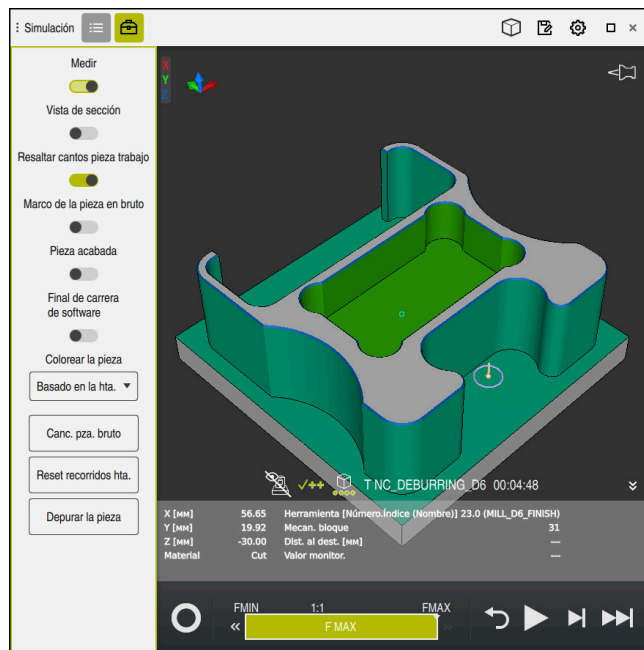 Simulación
Medir
Vista de sección
Resaltar cantos pieza trabajo
Marco de la pieza en bruto
Pieza acabada
Final de carrera
de software
Colorear la pieza
Basado en la hta.
Canc. pza. bruto
Reset recorridos hta.
Depurar la pieza
X
Y
Z
T NC_DEBURRING_D6 00:04:48
X [MM] 56.65 Herramienta [Número.Índice (Nombre)] 23.0 (MILL_D6_FINISH)
Y [MM] 19.92 Mecan. bloque 31
Z [MM] -30.00 Dist. al dest. [MM] —
Material Cut Valor monitor. —
FMIN 1:1 FMAX
F MAX